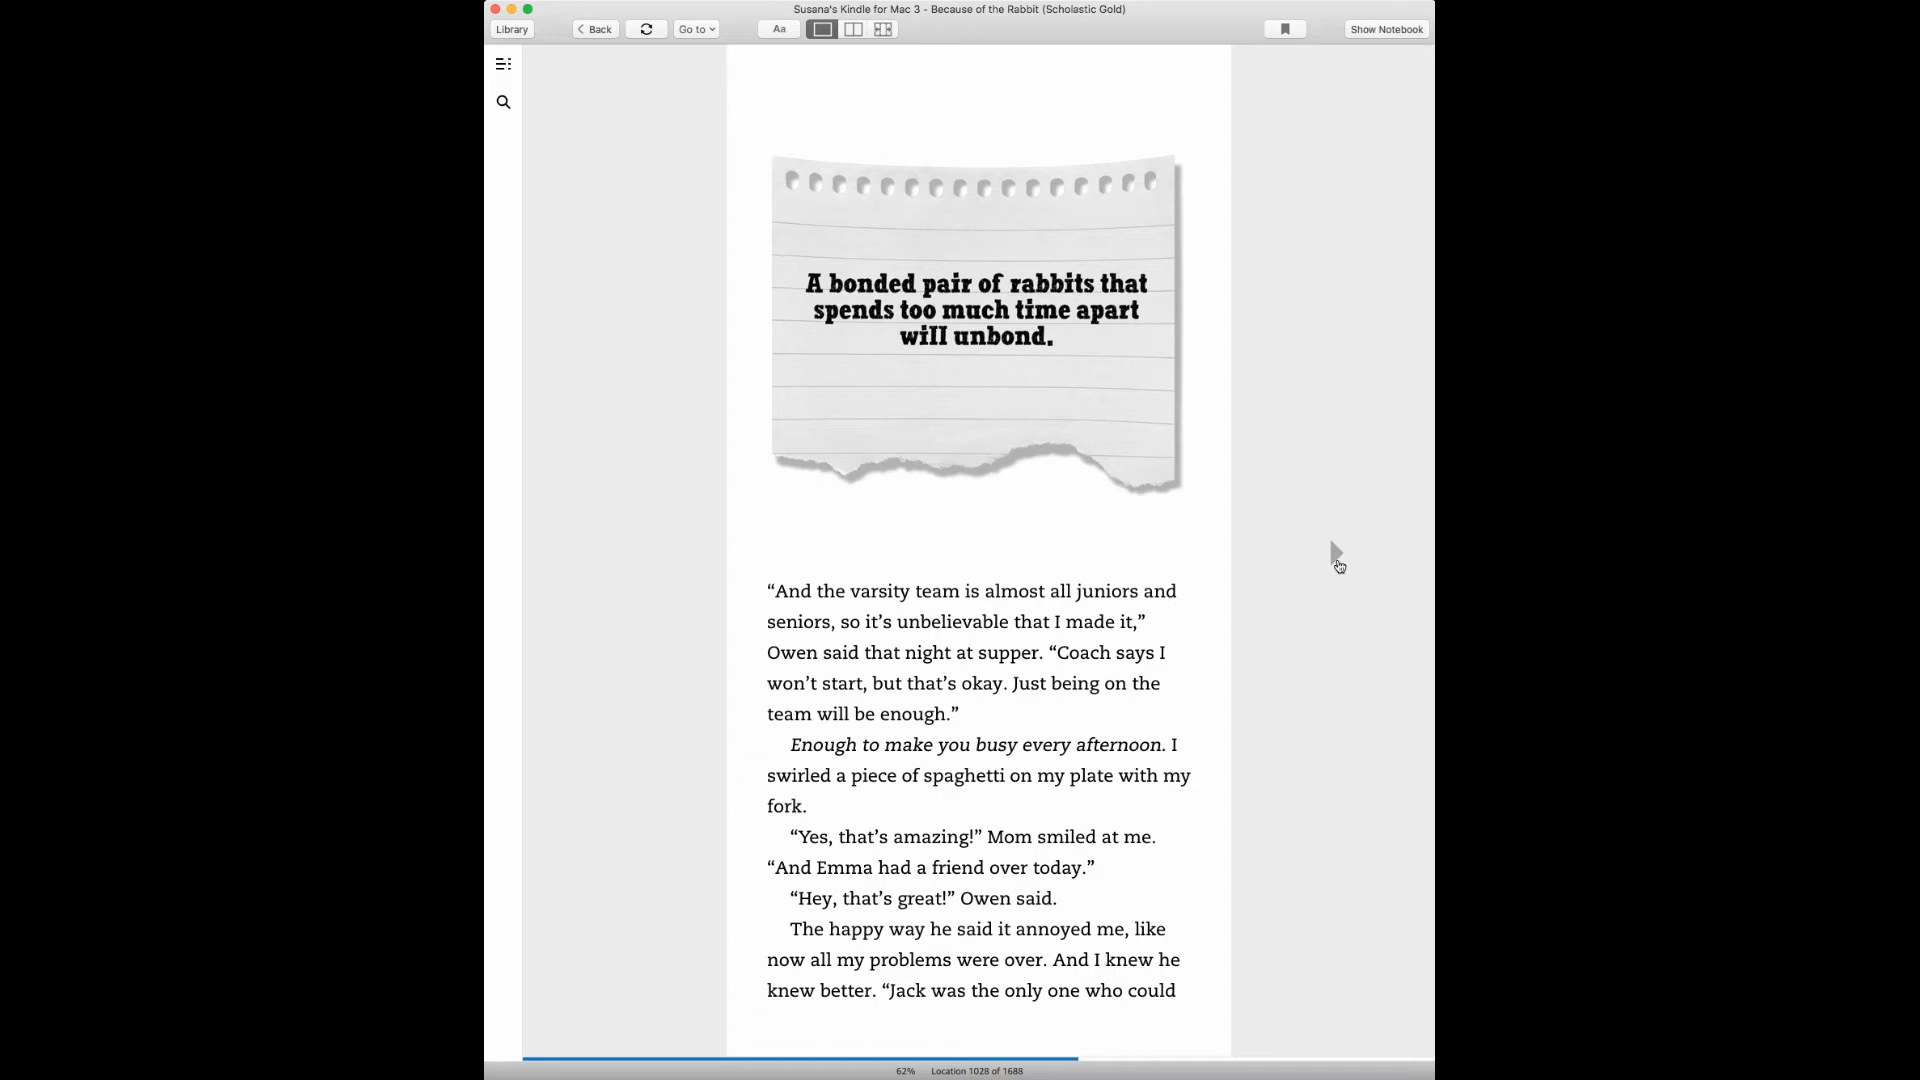 Susana's Kindle for Mac 3 - Because of the Rabbit (Scholastic Gold)
Library
Back
Go to
Aa
Show Notebook
A bonded pair of rabbits that
spends too much time apart
will unbond.
“And the varsity team is almost all juniors and
seniors, so it’s unbelievable that I made it,”
Owen said that night at supper. “Coach says I
won’t start, but that’s okay. Just being on the
team will be enough.”
Enough to make you busy every afternoon. I
swirled a piece of spaghetti on my plate with my
fork.
“Yes, that’s amazing!” Mom smiled at me.
“And Emma had a friend over today.”
“Hey, that’s great!” Owen said.
The happy way he said it annoyed me, like
now all my problems were over. And I knew he
knew better. “Jack was the only one who could
62% Location 1028 of 1688